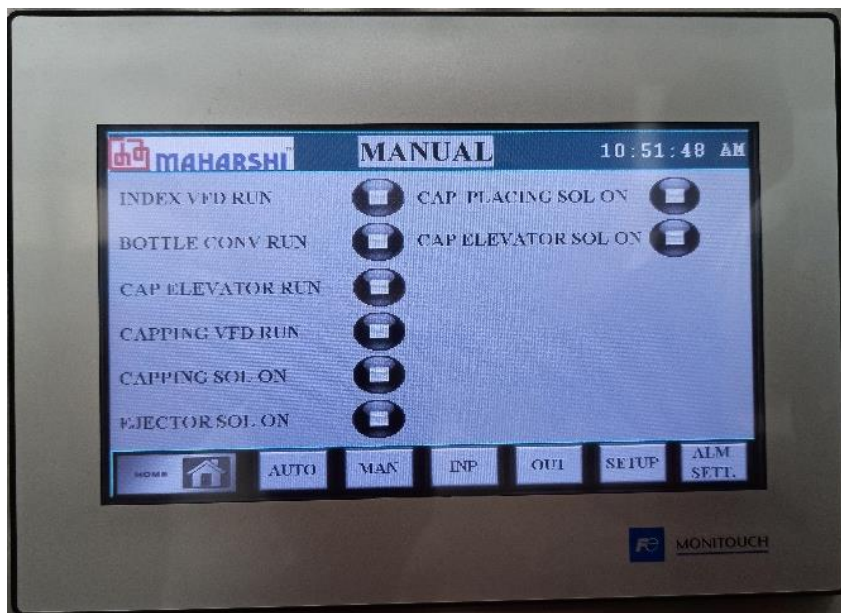 MAHARSHI
MANUAL
10:51:48 AM
INDEX VFD RUN
CAP PLACING SOL ON
BOTTLE CONV RUN
CAP ELEVATOR SOL ON
CAP ELEVATOR RUN
CAPPING VFD RUN
CAPPING SOL ON
EJECTOR SOL ON
HOME
AUTO
MAN
INP
OUT
SETUP
ALM
SETT.
Fe MONITOUCH